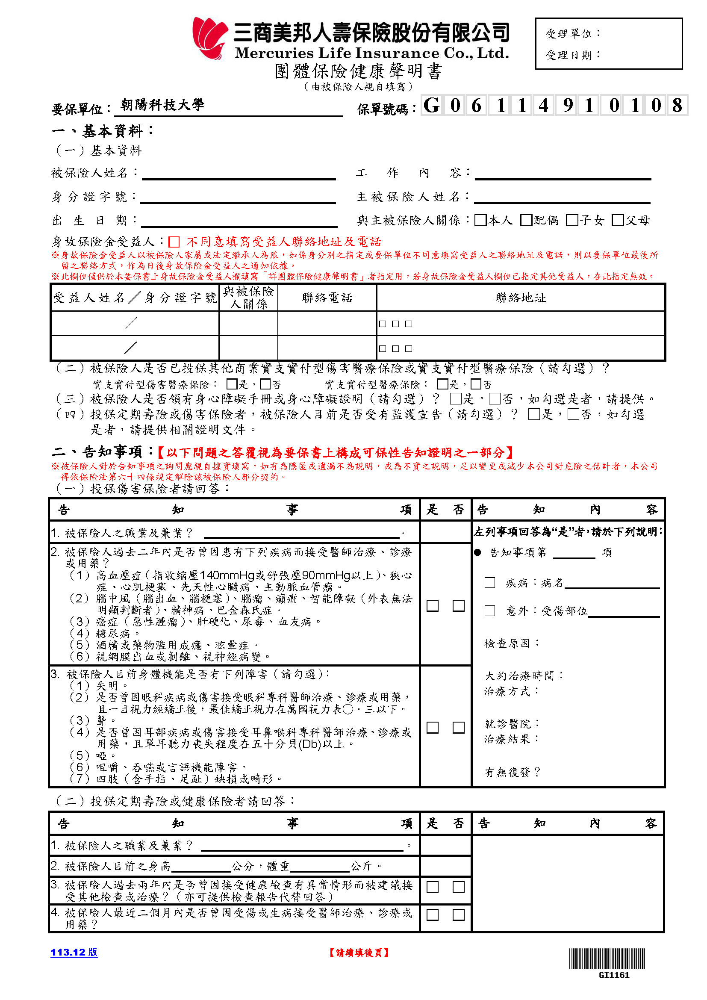 三商美邦人壽保險股份有限公司
Mercuries Life Insurance Co., Ltd.
受理單位：
受理日期：
團體保險健康聲明書
（由被保險人親自填寫）
要保單位：朝陽科技大學 保單號碼：G06114910108
一、基本資料：
（一）基本資料
被保險人姓名： 工作內容：
身分證字號： 主被保險人姓名：
出生日期： 與主被保險人關係：□本人 □配偶 □子女 □父母
身故保險金受益人：□ 不同意填寫受益人聯絡地址及電話
※身故保險金受益人以被保險人家屬或法定繼承人為限，如係身分別之指定或要保單位不同意填寫受益人之聯絡地址及電話，則以要保單位最後所
留之聯絡方式，作為日後身故保險金受益人之通知依據。
※此欄位僅供於本要保書上身故保險金受益人欄填寫「詳團體保險健康聲明書」者指定用，若身故保險金受益人欄位已指定其他受益人，在此指定無效。
受益人姓名／身分證字號 與被保險人關係 聯絡電話 聯絡地址
／ □□□
／ □□□
（二）被保險人是否已投保其他商業實支實付型傷害醫療保險或實支實付型醫療保險（請勾選）？
實支實付型傷害醫療保險：□是，□否 實支實付型醫療保險：□是，□否
（三）被保險人是否領有身心障礙手冊或身心障礙證明（請勾選）？□是，□否，如勾選是者，請提供。
（四）投保定期壽險或傷害保險者，被保險人目前是否受有監護宣告（請勾選）？□是，□否，如勾選
是者，請提供相關證明文件。
二、告知事項：【以下問題之答覆視為要保書上構成可保性告知證明之一部分】
※被保險人對於告知事項之詢問應親自據實填寫，如有為隱匿或遺漏不為說明，或為不實之說明，足以變更或減少本公司對危險之估計者，本公司
得依保險法第六十四條規定解除該被保險人部分契約。
（一）投保傷害保險者請回答：
告知事項 是 否 告知內容
1. 被保險人之職業及兼業？ 。
2. 被保險人過去二年內是否曾因患有下列疾病而接受醫師治療、診療
或用藥？
（1）高血壓症（指收縮壓140mmHg或舒張壓90mmHg以上）、狹心
症、心肌梗塞、先天性心臟病、主動脈血管瘤。
（2）腦中風（腦出血、腦梗塞）、腦瘤、癲癇、智能障礙（外表無法
明顯判斷者）、精神病、巴金森氏症。
（3）癌症（惡性腫瘤）、肝硬化、尿毒、血友病。
（4）糖尿病。
（5）酒精或藥物濫用成癮、眩暈症。
（6）視網膜出血或剝離、視神經病變。
□ □
3. 被保險人目前身體機能是否有下列障害（請勾選）：
（1）失明。
（2）是否曾因眼科疾病或傷害接受眼科專科醫師治療、診療或用藥，
且一目視力經矯正後，最佳矯正視力在萬國視力表○．三以下。
（3）聾。
（4）是否曾因耳部疾病或傷害接受耳鼻喉科專科醫師治療、診療或
用藥，且單耳聽力喪失程度在五十分貝(Db)以上。
（5）啞。
（6）咀嚼、吞嚥或言語機能障害。
（7）四肢（含手指、足趾）缺損或畸形。
□ □
左列事項回答為“是”者，請於下列說明：
● 告知事項第 項
□ 疾病：病名
□ 意外：受傷部位
檢查原因：
大約治療時間：
治療方式：
就診醫院：
治療結果：
有無復發？
（二）投保定期壽險或健康保險者請回答：
告知事項 是 否 告知內容
1. 被保險人之職業及兼業？ 。
2. 被保險人目前之身高 公分，體重 公斤。
3. 被保險人過去兩年內是否曾因接受健康檢查有異常情形而被建議接
受其他檢查或治療？（亦可提供檢查報告代替回答）
□ □
4. 被保險人最近二個月內是否曾因受傷或生病接受醫師治療、診療或
用藥？
□ □
113.12 版
【請續填後頁】
GI1161